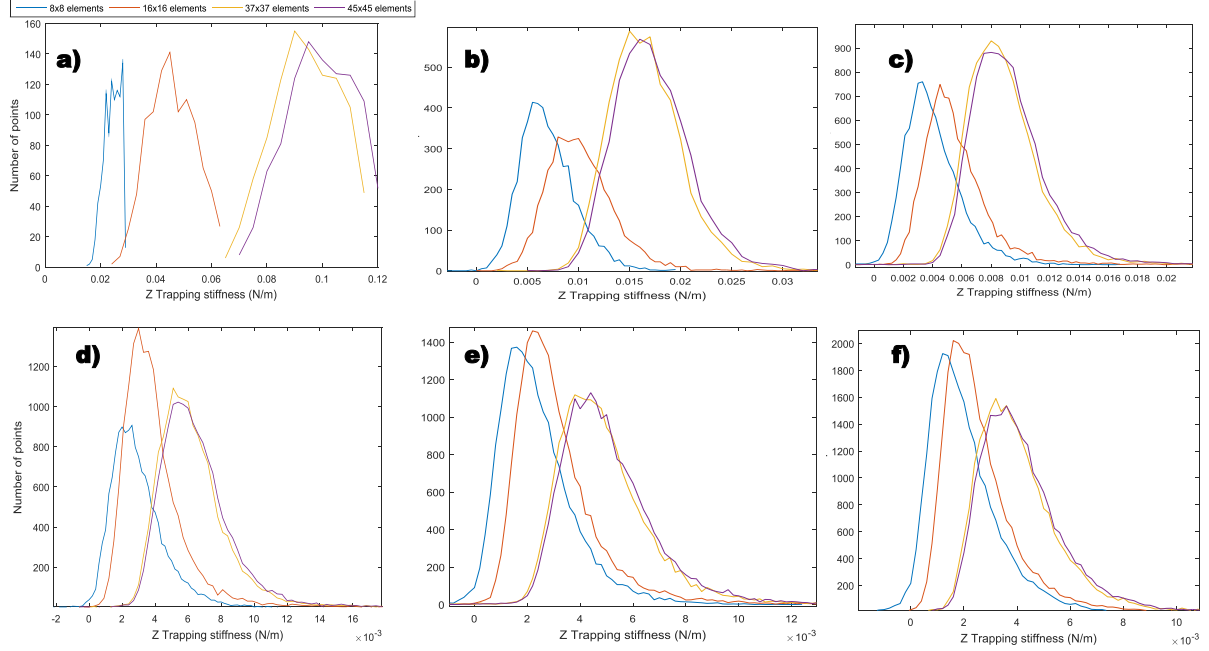 8x8 elements 16x16 elements 37x37 elements 45x45 elements
a)
160
140
120
100
80
60
40
20
0
Number of points
0 0.02 0.04 0.06 0.08 0.1 0.12
Z Trapping stiffness (N/m)
b)
500
400
300
200
100
0
0 0.005 0.01 0.015 0.02 0.025 0.03
Z Trapping stiffness (N/m)
c)
900
800
700
600
500
400
300
200
100
0
0 0.002 0.004 0.006 0.008 0.01 0.012 0.014 0.016 0.018 0.02
Z Trapping stiffness (N/m)
d)
1200
1000
800
600
400
200
Number of points
-2 0 2 4 6 8 10 12 14 16
Z Trapping stiffness (N/m)
×10⁻³
e)
1400
1200
1000
800
600
400
200
0
0 2 4 6 8 10 12
Z Trapping stiffness (N/m)
×10⁻³
f)
2000
1800
1600
1400
1200
1000
800
600
400
200
0 2 4 6 8 10
Z Trapping stiffness (N/m)
×10⁻³